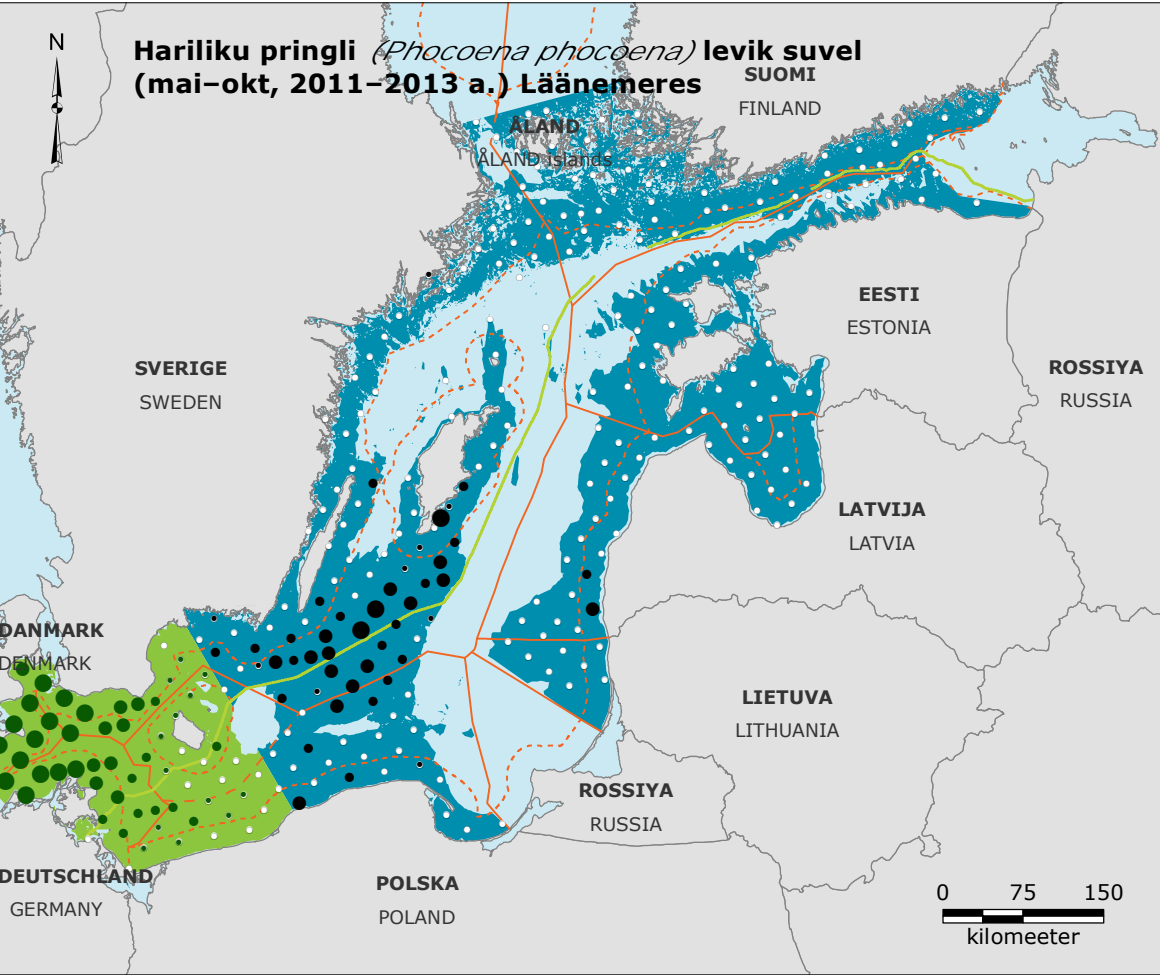 N
Hariliku pringli (Phocoena phocoena) levik suvel
(mai–okt, 2011–2013 a.) Läänemeres
SUOMI
FINLAND
ÅLAND
ÅLAND islands
EESTI
ESTONIA
SVERIGE
SWEDEN
ROSSIYA
RUSSIA
LATVIJA
LATVIA
DANMARK
DENMARK
LIETUVA
LITHUANIA
ROSSIYA
RUSSIA
DEUTSCHLAND
GERMANY
POLSKA
POLAND
0 75 150
kilomeeter